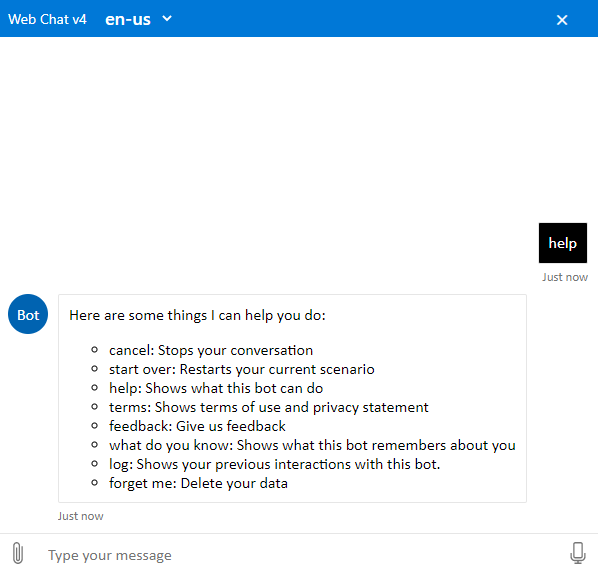 Web Chat v4 en-us
help
Just now
Bot
Here are some things I can help you do:
cancel: Stops your conversation
start over: Restarts your current scenario
help: Shows what this bot can do
terms: Shows terms of use and privacy statement
feedback: Give us feedback
what do you know: Shows what this bot remembers about you
log: Shows your previous interactions with this bot.
forget me: Delete your data
Just now
Type your message